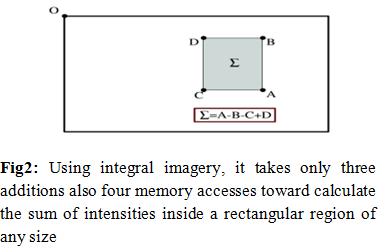 O
D B
Σ
C A
Σ=A-B-C+D
Fig2: Using integral imagery, it takes only three
additions also four memory accesses toward calculate
the sum of intensities inside a rectangular region of
any size